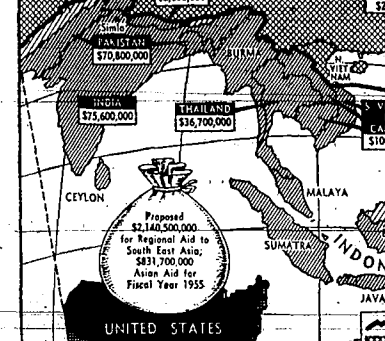 Simla
PAKISTAN
$70,800,000
BURMA
N.
VIET
NAM
INDIA
$75,600,000
THAILAND
$36,700,000
S. V
CA
$10
CEYLON
MALAYA
Proposed
$2,140,500,000
for Regional Aid to
South East Asia;
$831,700,000
Asian Aid for
Fiscal Year 1955
SUMATRA
INDON
JAVA
UNITED STATES